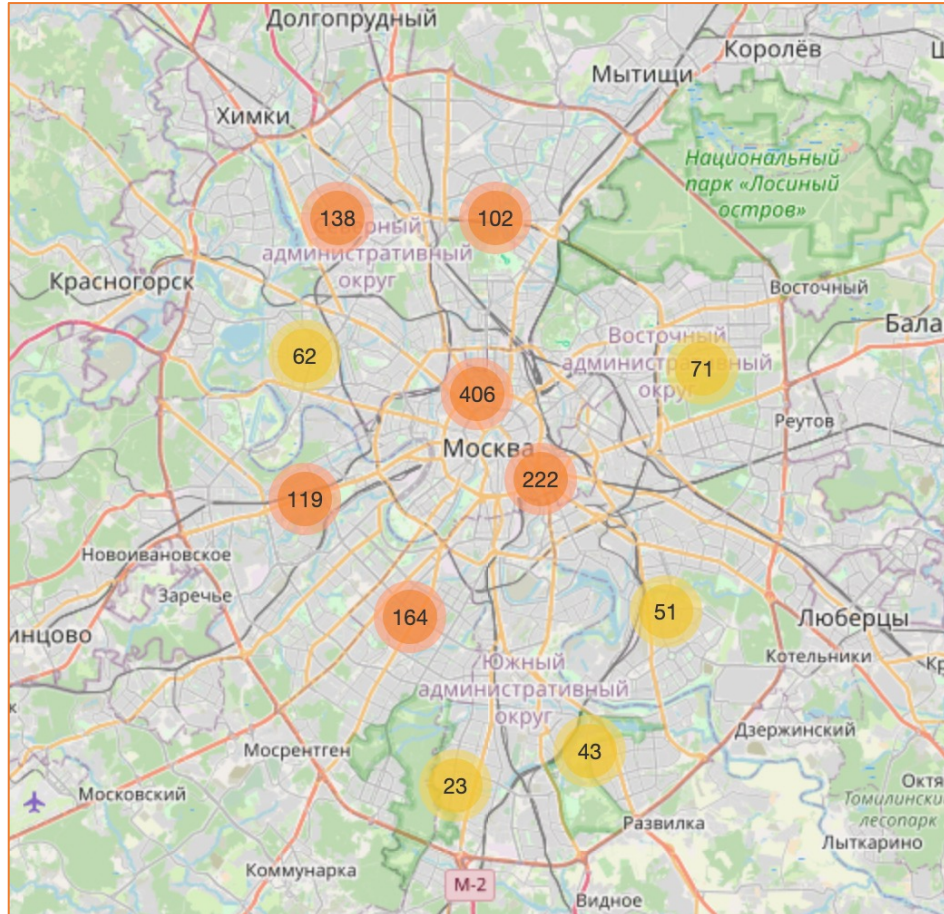 Долгопрудный
Королёв
Мытищи
Химки
Национальный
парк «Лосиный
остров»
138
102
административный
округ
Красногорск
Восточный
Бала
Восточный
административный
округ
62
71
406
Реутов
Москва
222
119
Новоивановское
Заречье
164
51
Люберцы
инцово
Котельники
Кр
Южный
административный
округ
Дзержинский
Мосрентген
43
23
Московский
Октя
Томилинский
лесопарк
Развилка
Лыткарино
Коммунарка
М-2
Видное